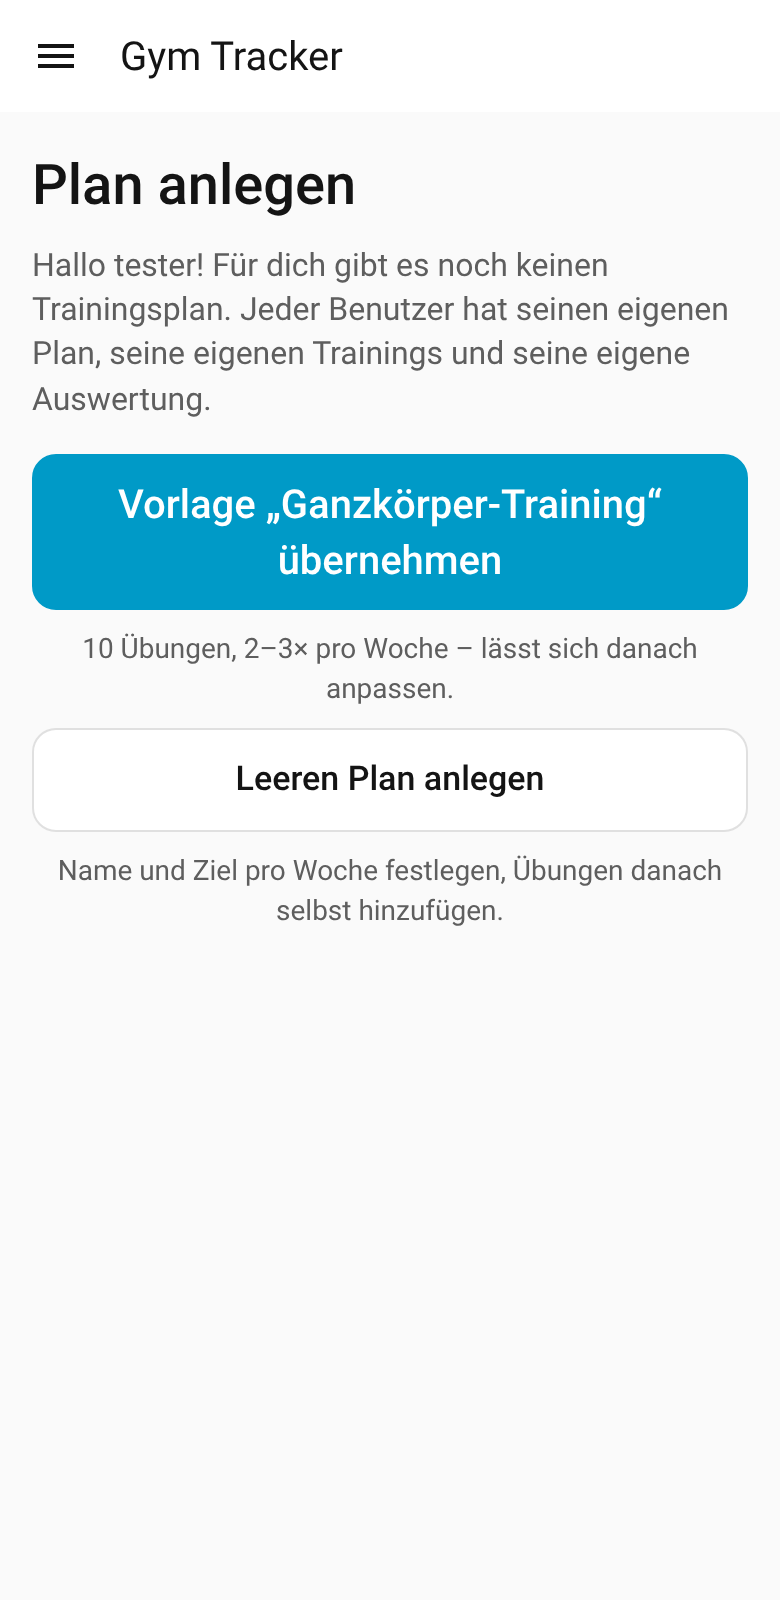 Gym Tracker
Plan anlegen
Hallo tester! Für dich gibt es noch keinen
Trainingsplan. Jeder Benutzer hat seinen eigenen
Plan, seine eigenen Trainings und seine eigene
Auswertung.
Vorlage „Ganzkörper-Training“
übernehmen
10 Übungen, 2–3× pro Woche – lässt sich danach
anpassen.
Leeren Plan anlegen
Name und Ziel pro Woche festlegen, Übungen danach
selbst hinzufügen.